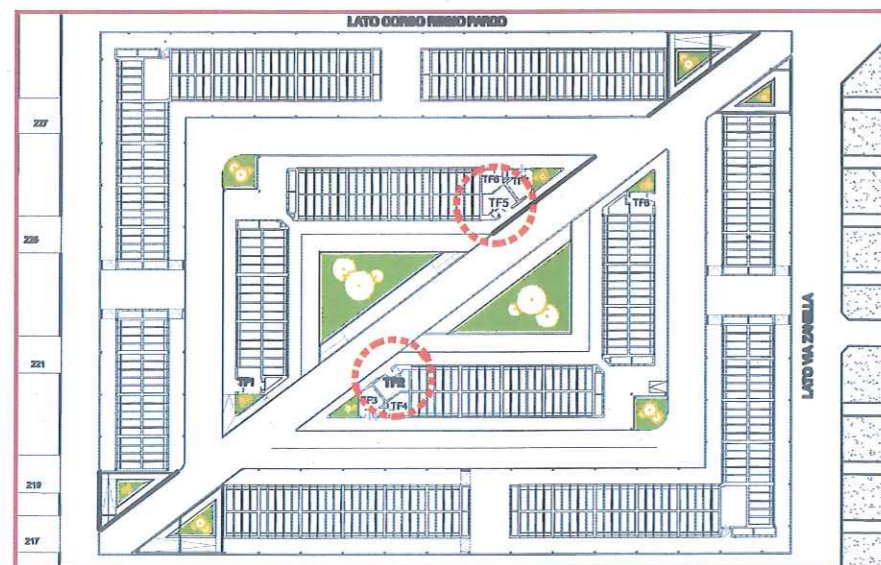 LATO CORSO REGIO PARCO
227
TF6
TF5
TF8
225
LATO VIA ZANELLA
221
TF1
TF2
TF3
TF4
219
217